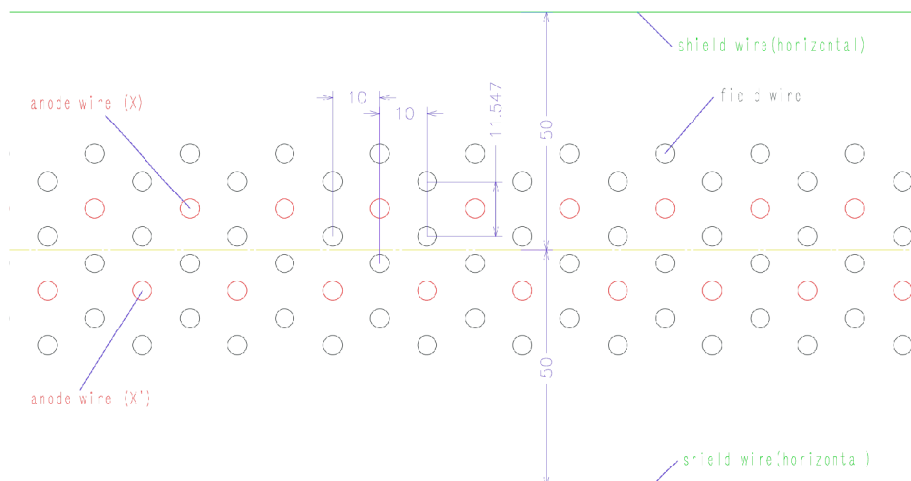 shield wire(horizontal)
anode wire (X)
10
10
11.547
50
field wire
50
anode wire (X')
shield wire(horizontal)